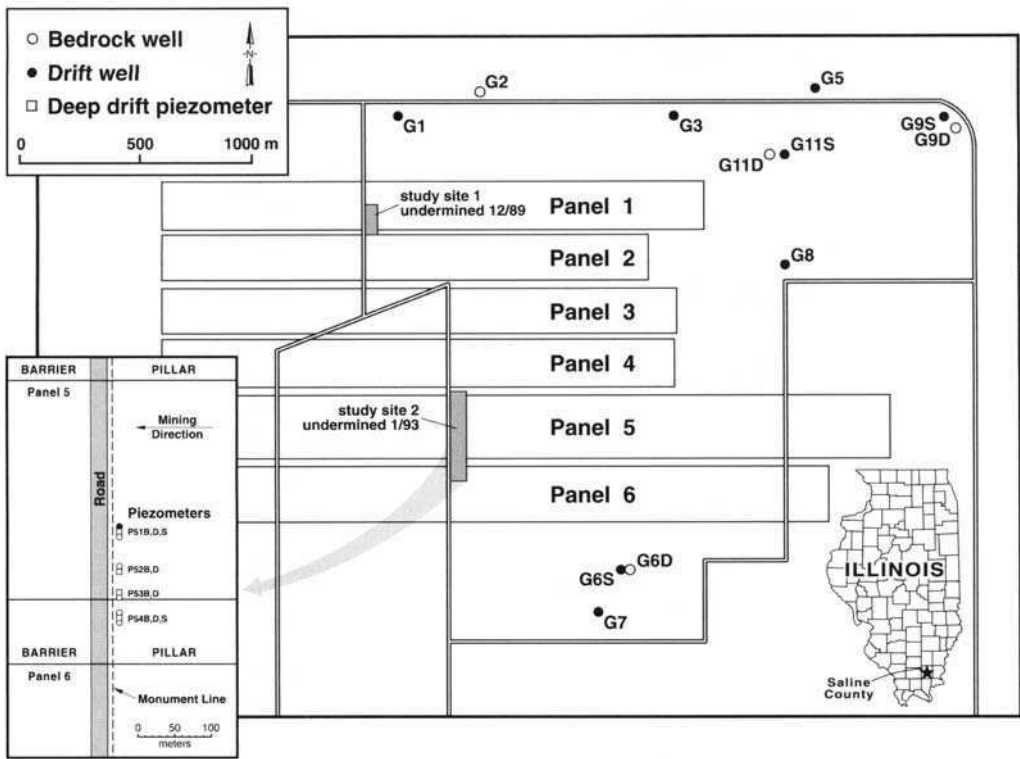 Bedrock well
-N-
Drift well
Deep drift piezometer
0 500 1000 m
G2
G5
G1
G3
G9S
G9D
G11D
G11S
study site 1
undermined 12/89
Panel 1
Panel 2
G8
Panel 3
Panel 4
study site 2
undermined 1/93
Panel 5
Panel 6
G6D
G6S
G7
BARRIER PILLAR
Panel 5
Mining
Direction
Road
Piezometers
P51B,D,S
P52B,D
P53B,D
P54B,D,S
BARRIER PILLAR
Panel 6
Monument Line
0 50 100
meters
ILLINOIS
Saline
County